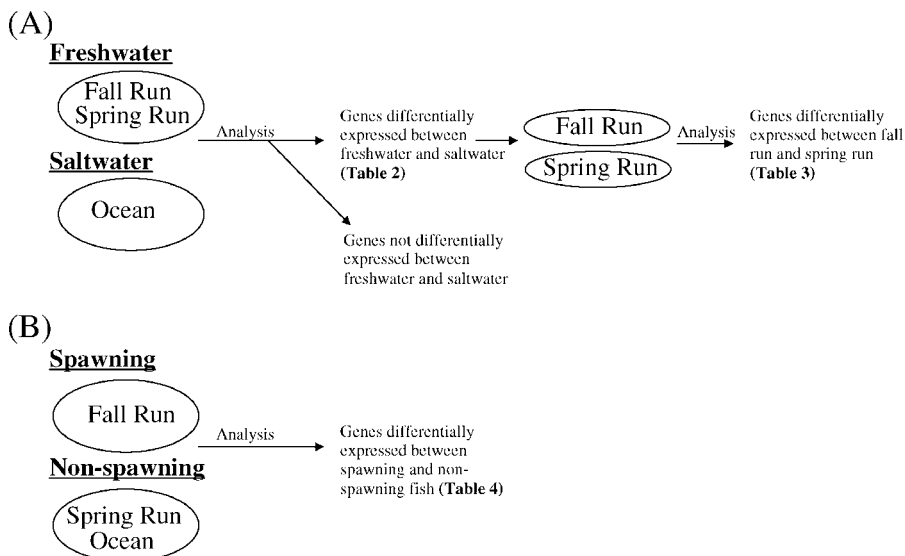 (A)
Freshwater
Fall Run
Spring Run
Saltwater
Ocean
Analysis
Genes differentially
expressed between
freshwater and saltwater
(Table 2)
Genes not differentially
expressed between
freshwater and saltwater
Fall Run
Spring Run
Analysis
Genes differentially
expressed between fall
run and spring run
(Table 3)
(B)
Spawning
Fall Run
Non-spawning
Spring Run
Ocean
Analysis
Genes differentially
expressed between
spawning and non-
spawning fish (Table 4)